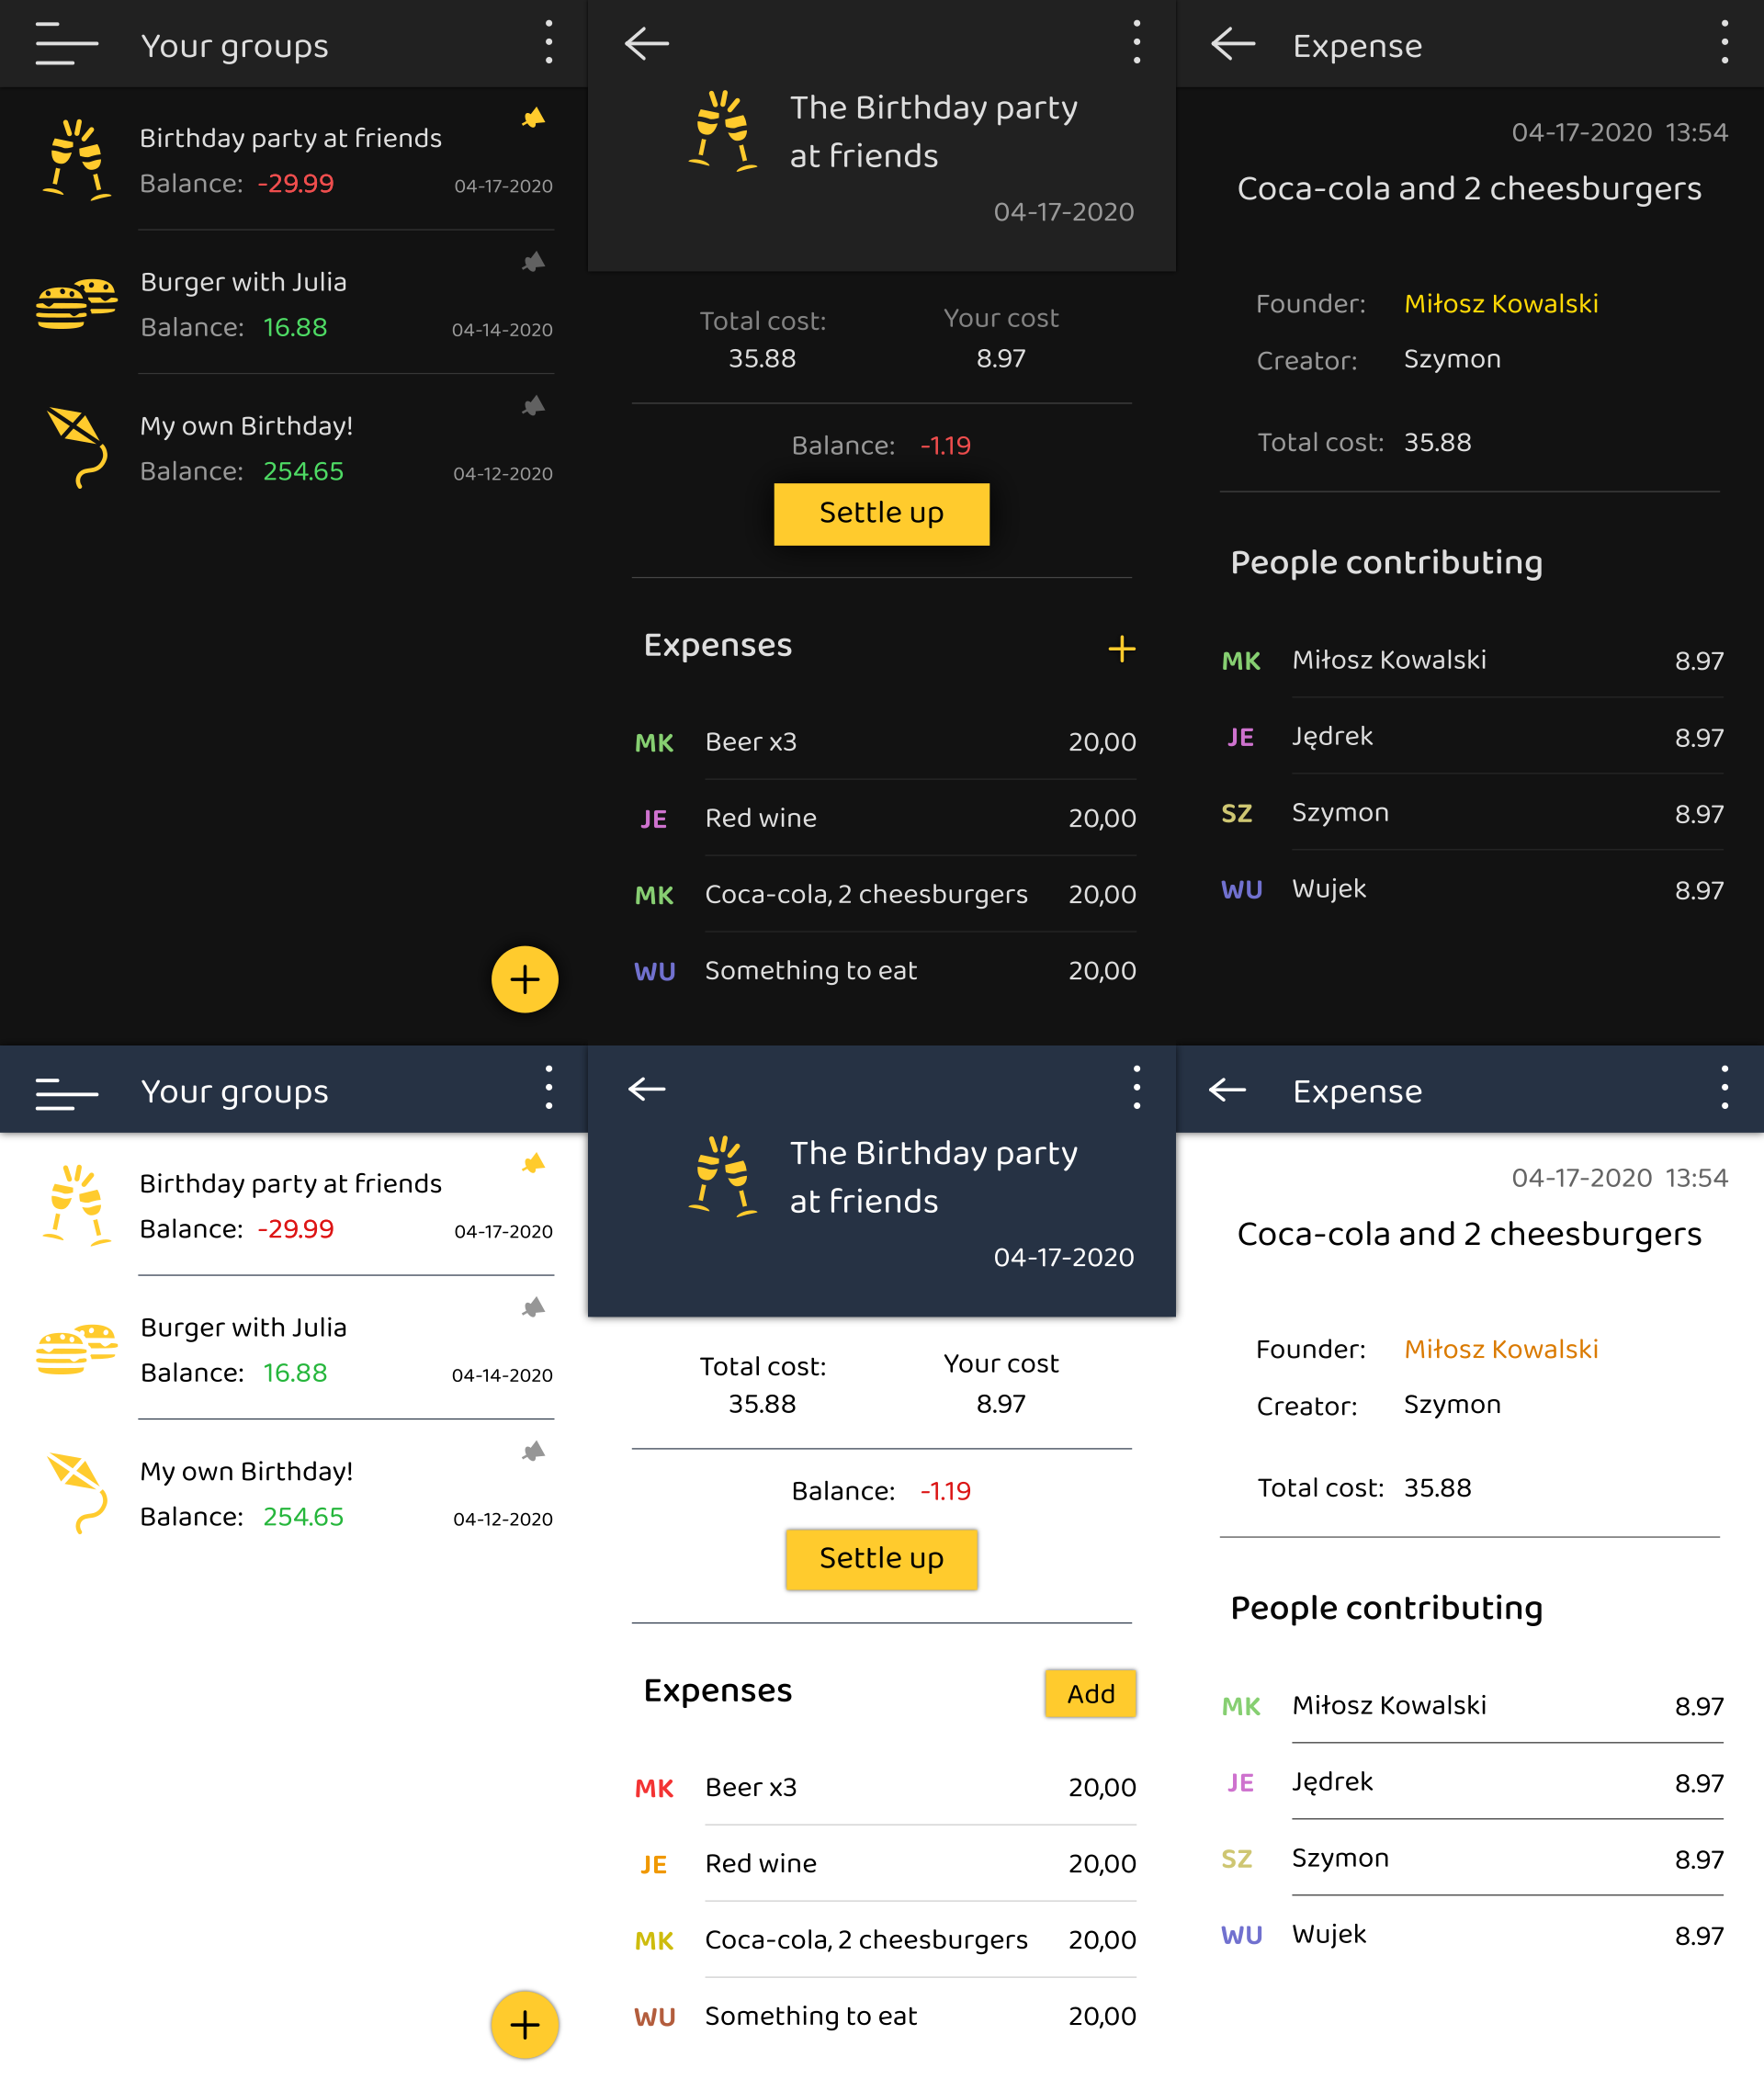 Your groups
Birthday party at friends
Balance: -29.99 04-17-2020
Burger with Julia
Balance: 16.88 04-14-2020
My own Birthday!
Balance: 254.65 04-12-2020
The Birthday party
at friends
04-17-2020
Total cost: Your cost
35.88 8.97
Balance: -1.19
Settle up
Expenses
MK Beer x3 20,00
JE Red wine 20,00
MK Coca-cola, 2 cheesburgers 20,00
WU Something to eat 20,00
Expense
04-17-2020 13:54
Coca-cola and 2 cheesburgers
Founder: Miłosz Kowalski
Creator: Szymon
Total cost: 35.88
People contributing
MK Miłosz Kowalski 8.97
JE Jędrek 8.97
SZ Szymon 8.97
WU Wujek 8.97
Your groups
Birthday party at friends
Balance: -29.99 04-17-2020
Burger with Julia
Balance: 16.88 04-14-2020
My own Birthday!
Balance: 254.65 04-12-2020
The Birthday party
at friends
04-17-2020
Total cost: Your cost
35.88 8.97
Balance: -1.19
Settle up
Expenses Add
MK Beer x3 20,00
JE Red wine 20,00
MK Coca-cola, 2 cheesburgers 20,00
WU Something to eat 20,00
Expense
04-17-2020 13:54
Coca-cola and 2 cheesburgers
Founder: Miłosz Kowalski
Creator: Szymon
Total cost: 35.88
People contributing
MK Miłosz Kowalski 8.97
JE Jędrek 8.97
SZ Szymon 8.97
WU Wujek 8.97